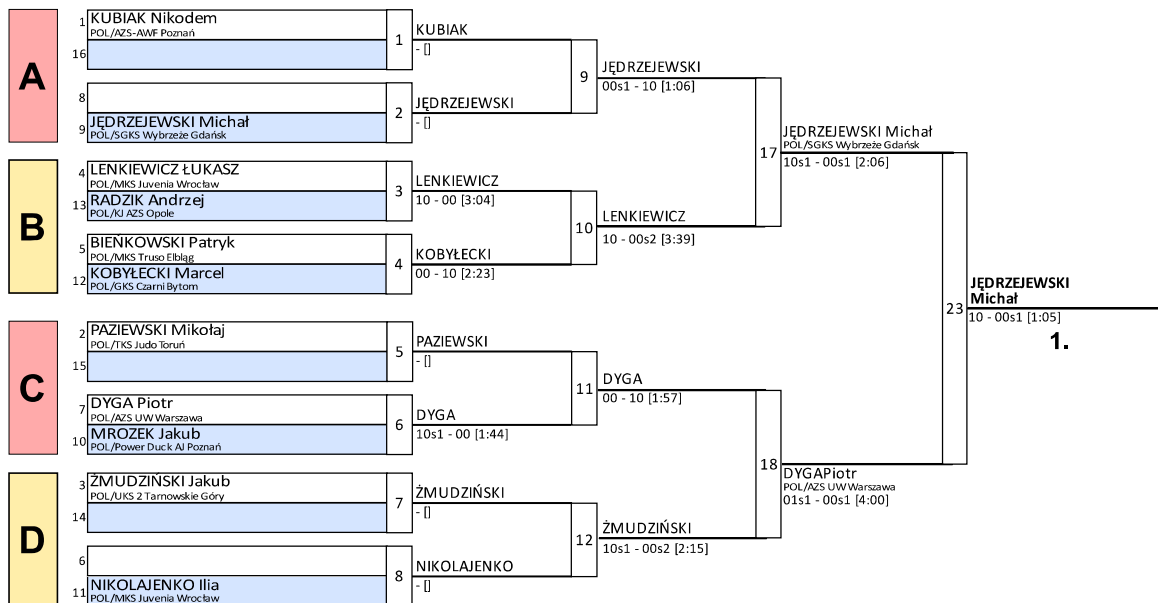 A
1 KUBIAK Nikodem
POL/AZS-AWF Poznań
16
1
KUBIAK
- []
8
9 JĘDRZEJEWSKI Michał
POL/SGKS Wybrzeże Gdańsk
2
JĘDRZEJEWSKI
- []
9
JĘDRZEJEWSKI
00s1 - 10 [1:06]
B
4 LENKIEWICZ ŁUKASZ
POL/MKS Juvenia Wrocław
13 RADZIK Andrzej
POL/KJ AZS Opole
3
LENKIEWICZ
10 - 00 [3:04]
5 BIEŃKOWSKI Patryk
POL/MKS Truso Elbląg
12 KOBYŁECKI Marcel
POL/GKS Czarni Bytom
4
KOBYŁECKI
00 - 10 [2:23]
10
LENKIEWICZ
10 - 00s2 [3:39]
17
JĘDRZEJEWSKI Michał
POL/SGKS Wybrzeże Gdańsk
10s1 - 00s1 [2:06]
C
2 PAZIEWSKI Mikołaj
POL/TKS Judo Toruń
15
5
PAZIEWSKI
- []
7 DYGA Piotr
POL/AZS UW Warszawa
10 MROZEK Jakub
POL/Power Duck AJ Poznań
6
DYGA
10s1 - 00 [1:44]
11
DYGA
00 - 10 [1:57]
D
3 ŻMUDZIŃSKI Jakub
POL/UKS 2 Tarnowskie Góry
14
7
ŻMUDZIŃSKI
- []
6
11 NIKOLAJENKO Ilia
POL/MKS Juvenia Wrocław
8
NIKOLAJENKO
- []
12
ŻMUDZIŃSKI
10s1 - 00s2 [2:15]
18
DYGAPiotr
POL/AZS UW Warszawa
01s1 - 00s1 [4:00]
23
JĘDRZEJEWSKI
Michał
10 - 00s1 [1:05]
1.